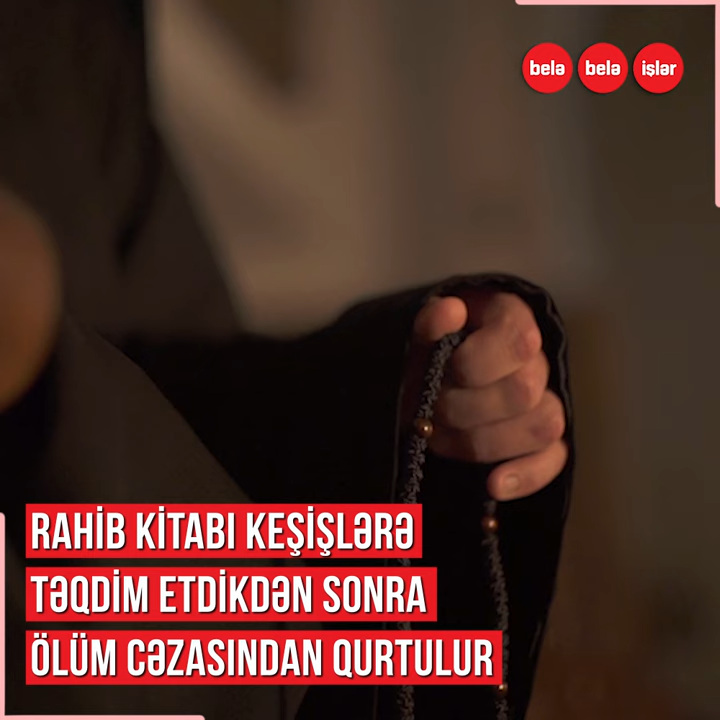 belə belə işlər
RAHİB KİTABI KEŞİŞLƏRƏ
TƏQDİM ETDİKDƏN SONRA
ÖLÜM CƏZASINDAN QURTULUR